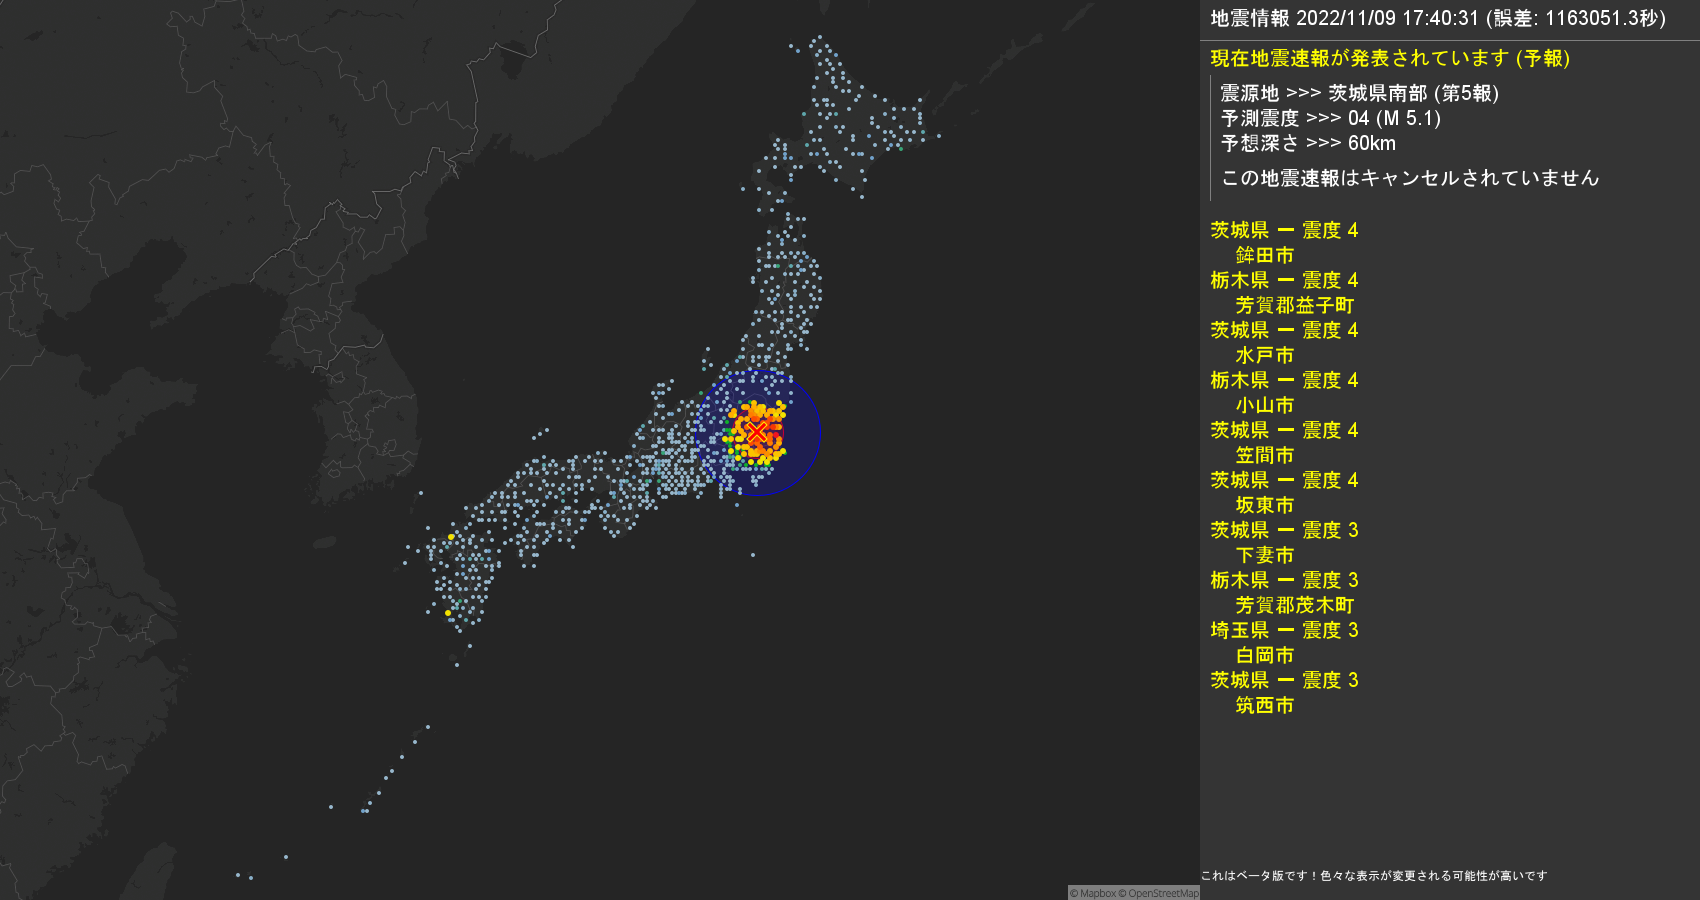 地震情報 2022/11/09 17:40:31 (誤差: 1163051.3秒)
現在地震速報が発表されています (予報)
震源地 >>> 茨城県南部 (第5報)
予測震度 >>> 04 (M 5.1)
予想深さ >>> 60km
この地震速報はキャンセルされていません
茨城県 ー 震度 4
鉾田市
栃木県 ー 震度 4
芳賀郡益子町
茨城県 ー 震度 4
水戸市
栃木県 ー 震度 4
小山市
茨城県 ー 震度 4
笠間市
茨城県 ー 震度 4
坂東市
茨城県 ー 震度 3
下妻市
栃木県 ー 震度 3
芳賀郡茂木町
埼玉県 ー 震度 3
白岡市
茨城県 ー 震度 3
筑西市
これはベータ版です！色々な表示が変更される可能性が高いです
© Mapbox © OpenStreetMap